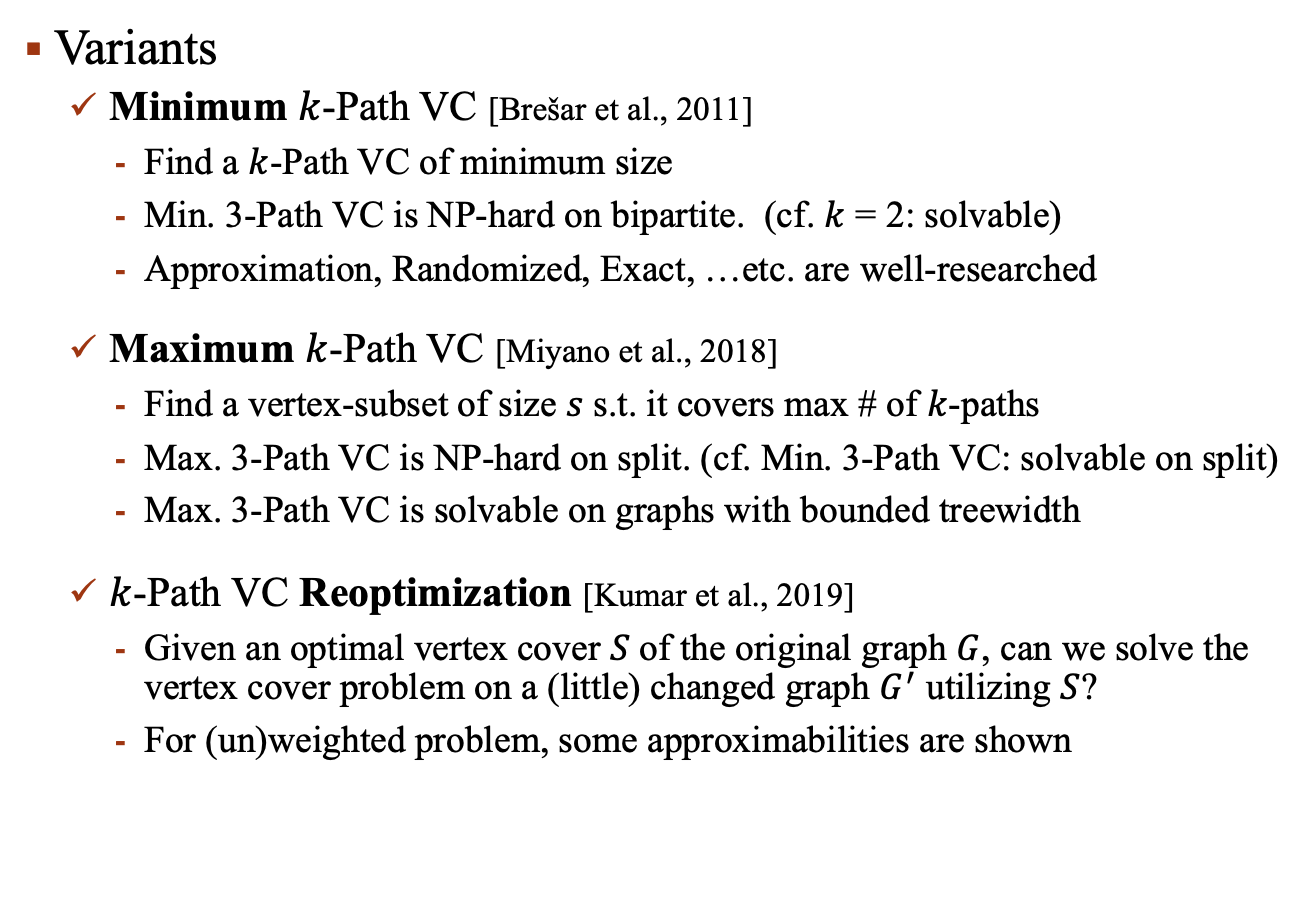 ▪ Variants
✓ Minimum k-Path VC [Brešar et al., 2011]
- Find a k-Path VC of minimum size
- Min. 3-Path VC is NP-hard on bipartite. (cf. k = 2: solvable)
- Approximation, Randomized, Exact, …etc. are well-researched
✓ Maximum k-Path VC [Miyano et al., 2018]
- Find a vertex-subset of size s s.t. it covers max # of k-paths
- Max. 3-Path VC is NP-hard on split. (cf. Min. 3-Path VC: solvable on split)
- Max. 3-Path VC is solvable on graphs with bounded treewidth
✓ k-Path VC Reoptimization [Kumar et al., 2019]
- Given an optimal vertex cover S of the original graph G, can we solve the
vertex cover problem on a (little) changed graph G′ utilizing S?
- For (un)weighted problem, some approximabilities are shown